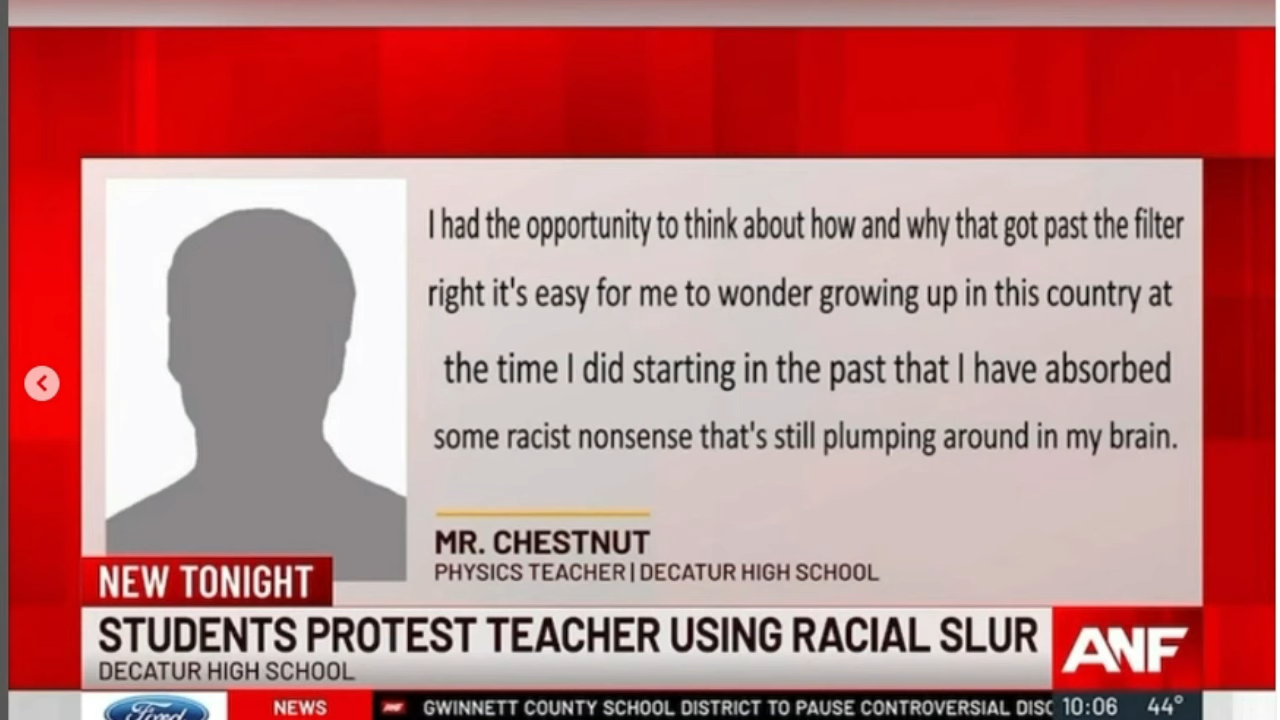 I had the opportunity to think about how and why that got past the filter
right it's easy for me to wonder growing up in this country at
the time I did starting in the past that I have absorbed
some racist nonsense that's still plumping around in my brain.
MR. CHESTNUT
PHYSICS TEACHER | DECATUR HIGH SCHOOL
NEW TONIGHT
STUDENTS PROTEST TEACHER USING RACIAL SLUR
DECATUR HIGH SCHOOL
ANF
Ford
NEWS
GWINNETT COUNTY SCHOOL DISTRICT TO PAUSE CONTROVERSIAL DISC
10:06 44°